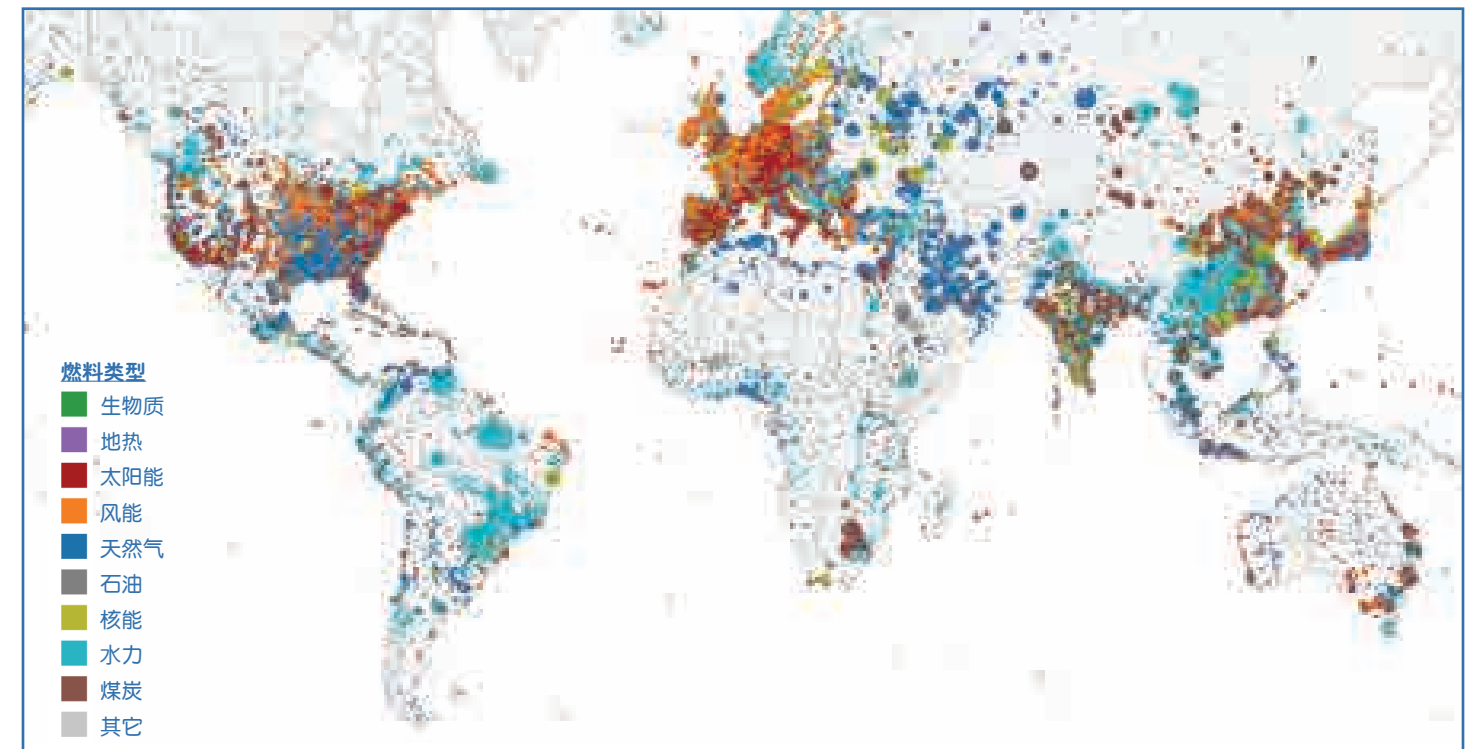 燃料类型
生物质
地热
太阳能
风能
天然气
石油
核能
水力
煤炭
其它